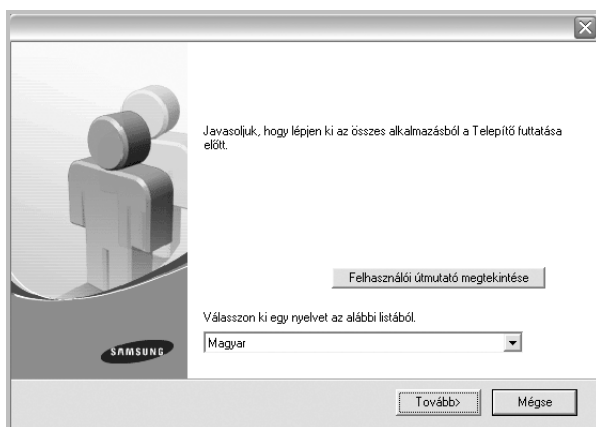 Javasoljuk, hogy lépjen ki az összes alkalmazásból a Telepítő futtatása
előtt.
Felhasználói útmutató megtekintése
Válasszon ki egy nyelvet az alábbi listából.
SAMSUNG
Magyar
Tovább>
Mégse